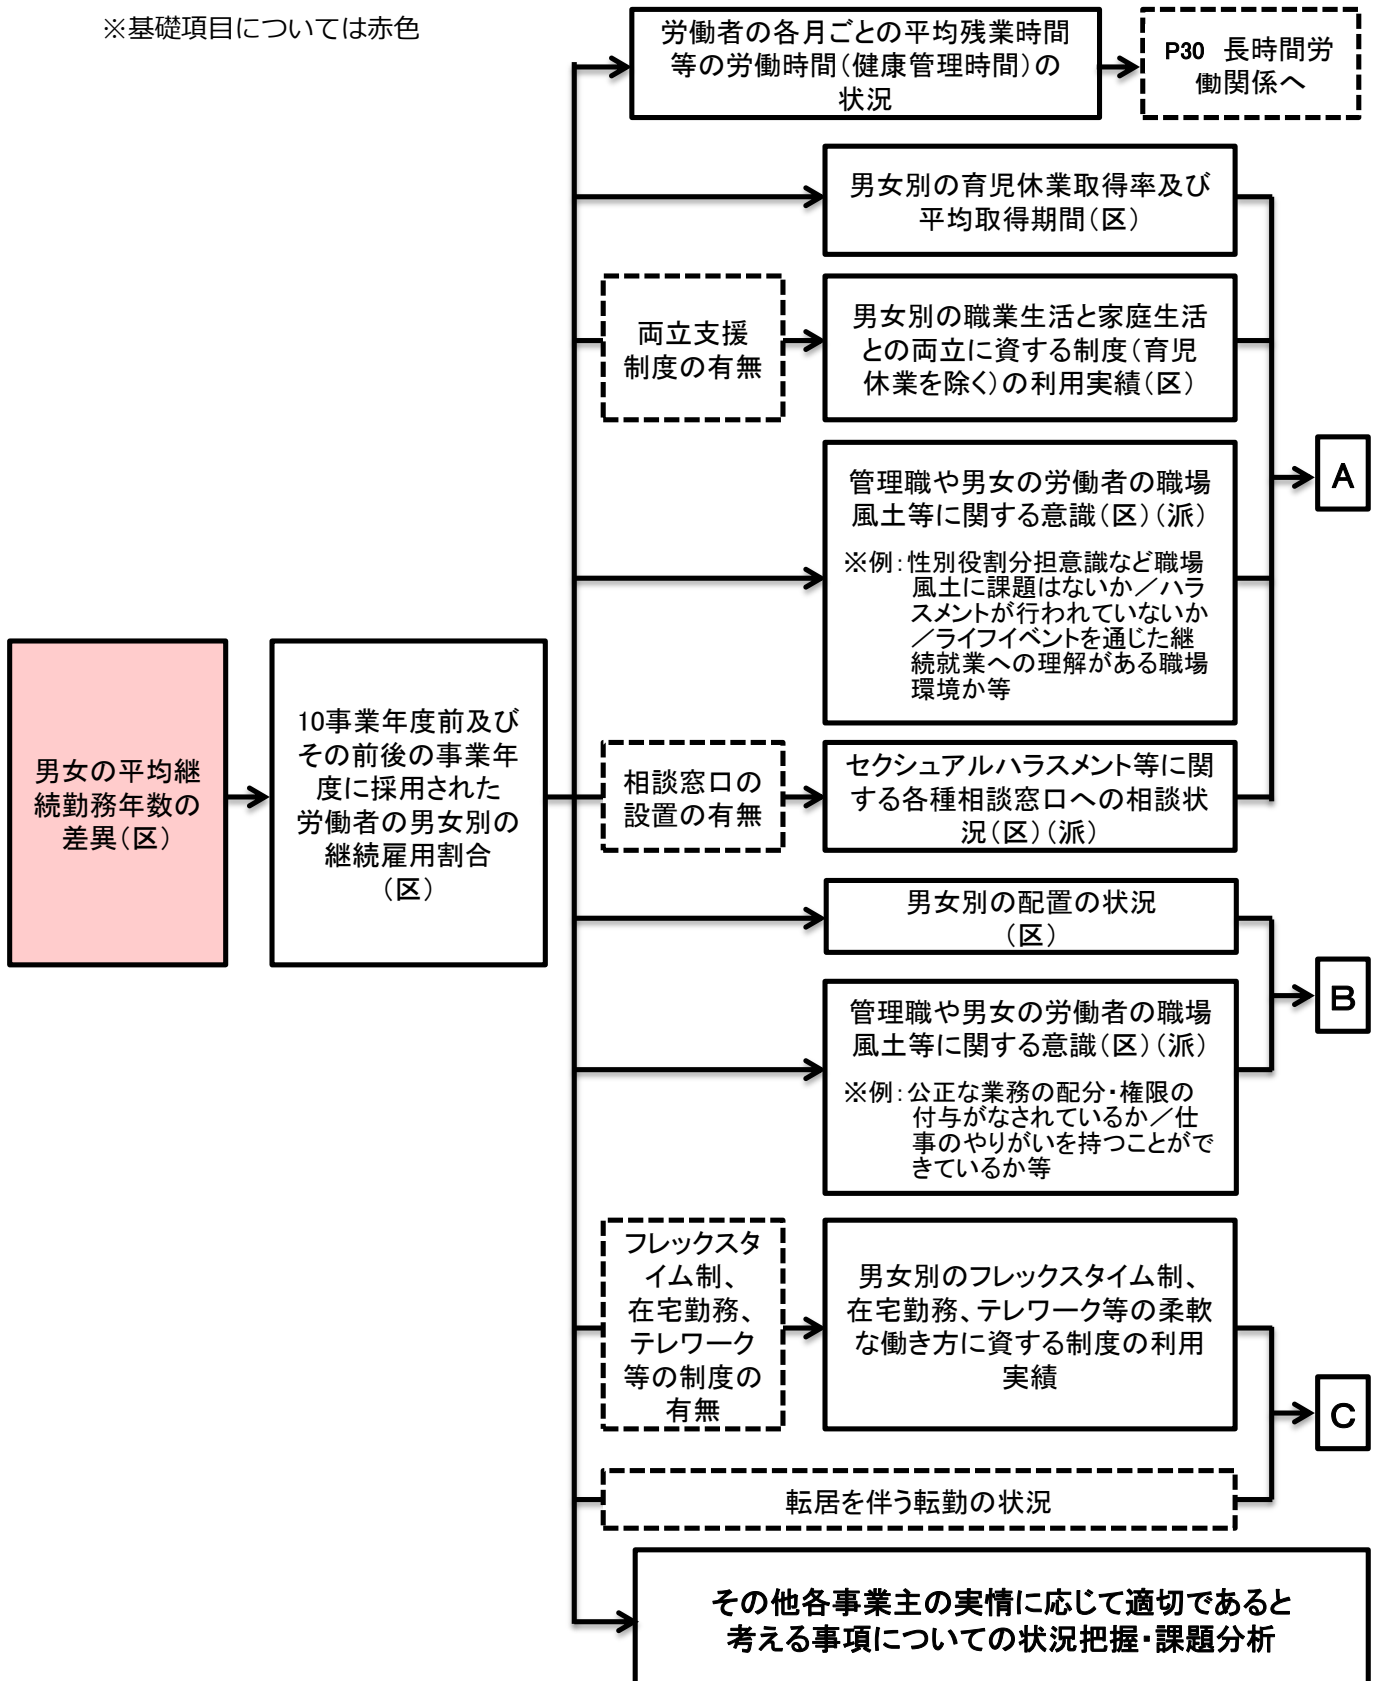 ※基礎項目については赤色
労働者の各月ごとの平均残業時間
等の労働時間（健康管理時間）の
状況
P30　長時間労
働関係へ
男女別の育児休業取得率及び
平均取得期間（区）
両立支援
制度の有無
男女別の職業生活と家庭生活
との両立に資する制度（育児
休業を除く）の利用実績（区）
管理職や男女の労働者の職場
風土等に関する意識（区）（派）
※例：性別役割分担意識など職場
風土に課題はないか／ハラ
スメントが行われていないか
／ライフイベントを通じた継
続就業への理解がある職場
環境か等
A
男女の平均継
続勤務年数の
差異（区）
10事業年度前及び
その前後の事業年
度に採用された
労働者の男女別の
継続雇用割合
（区）
相談窓口の
設置の有無
セクシュアルハラスメント等に関
する各種相談窓口への相談状
況（区）（派）
男女別の配置の状況
（区）
管理職や男女の労働者の職場
風土等に関する意識（区）（派）
※例：公正な業務の配分・権限の
付与がなされているか／仕
事のやりがいを持つことがで
きているか等
B
フレックスタ
イム制、
在宅勤務、
テレワーク
等の制度の
有無
男女別のフレックスタイム制、
在宅勤務、テレワーク等の柔軟
な働き方に資する制度の利用
実績
C
転居を伴う転勤の状況
その他各事業主の実情に応じて適切であると
考える事項についての状況把握・課題分析